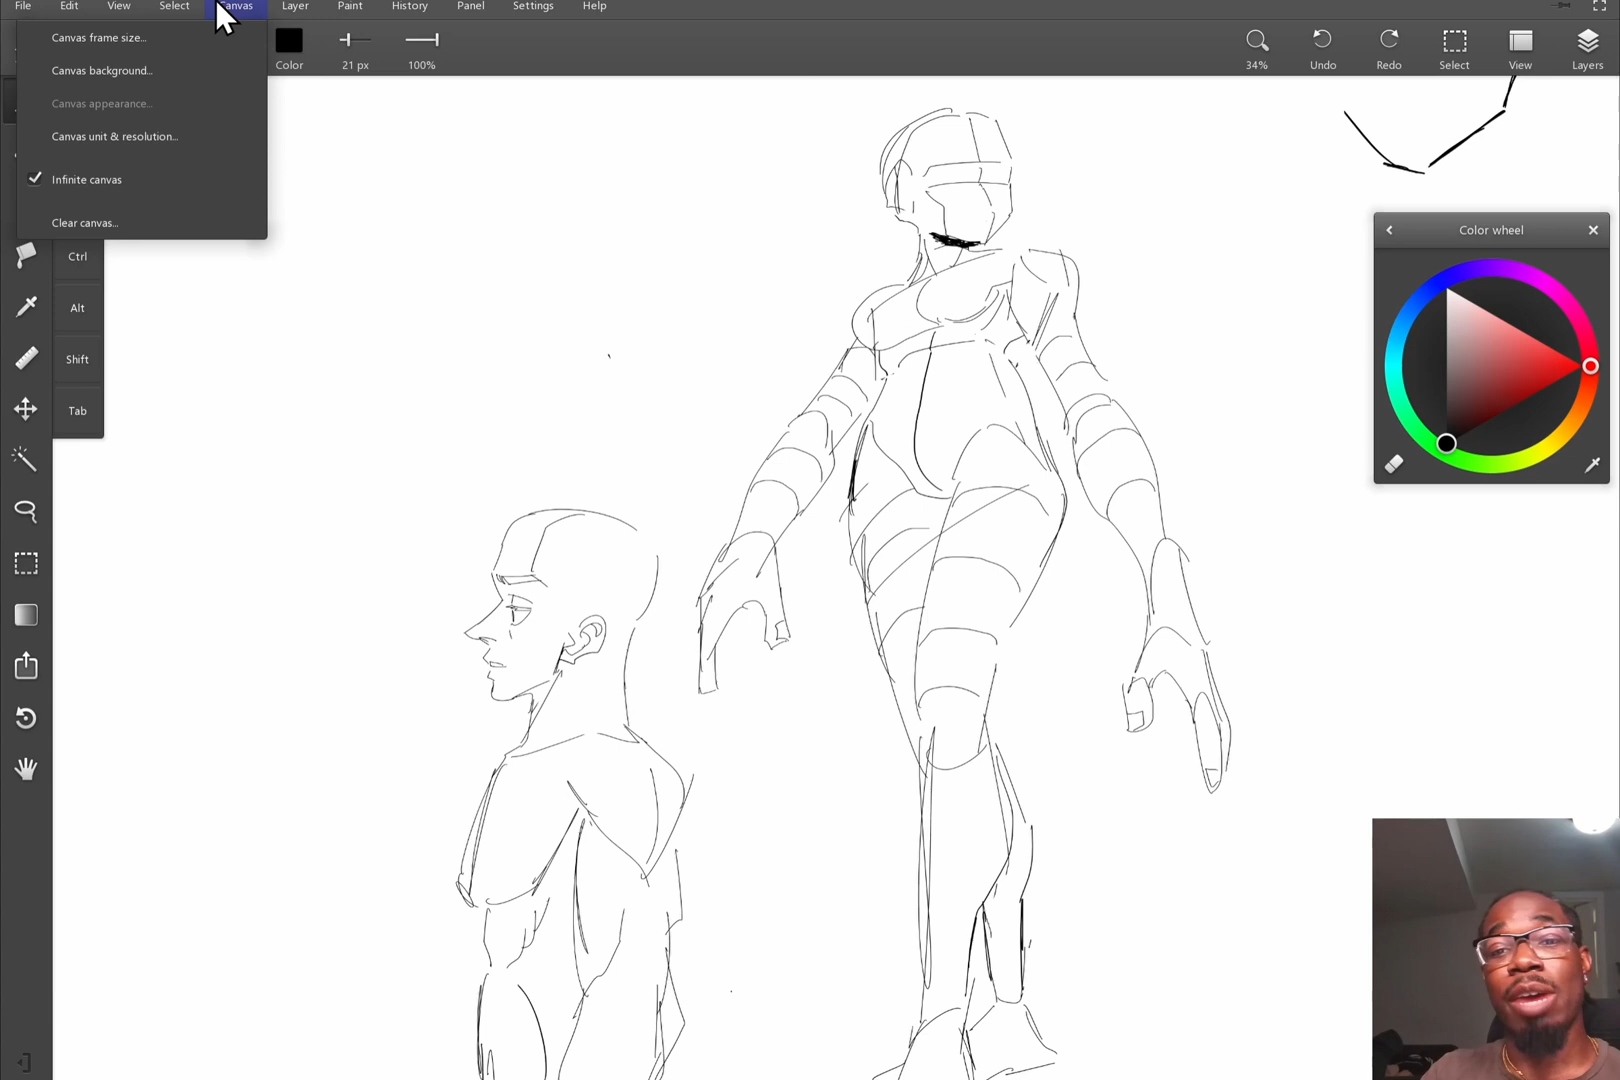 File Edit View Select Canvas Layer Paint History Panel Settings Help
Canvas frame size...
Canvas background...
Canvas appearance...
Canvas unit & resolution...
Infinite canvas
Clear canvas...
Color 21 px 100% 34% Undo Redo Select View Layers
Ctrl
Alt
Shift
Tab
Color wheel